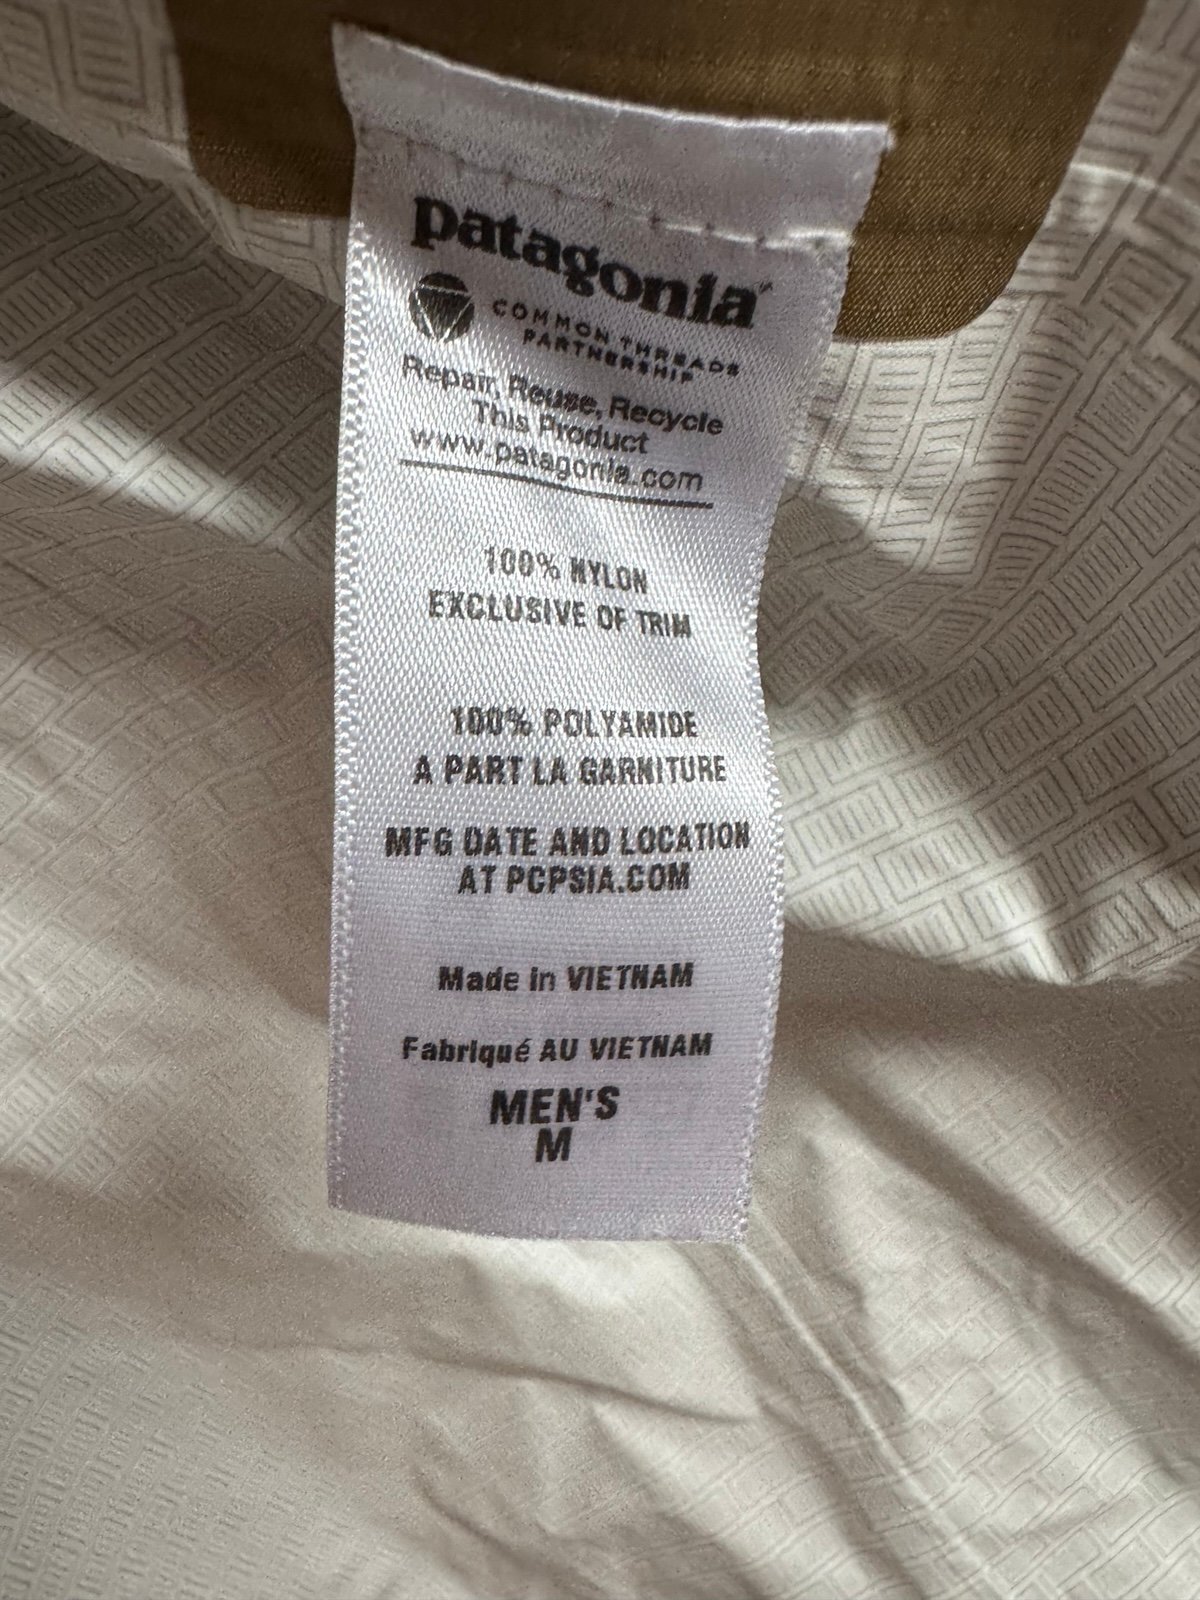 patagonia
COMMON THREADS
PARTNERSHIP
Repair, Reuse, Recycle
This Product
www.patagonia.com
100% NYLON
EXCLUSIVE OF TRIM
100% POLYAMIDE
A PART LA GARNITURE
MFG DATE AND LOCATION
AT PCPSIA.COM
Made in VIETNAM
Fabriqué AU VIETNAM
MEN'S
M